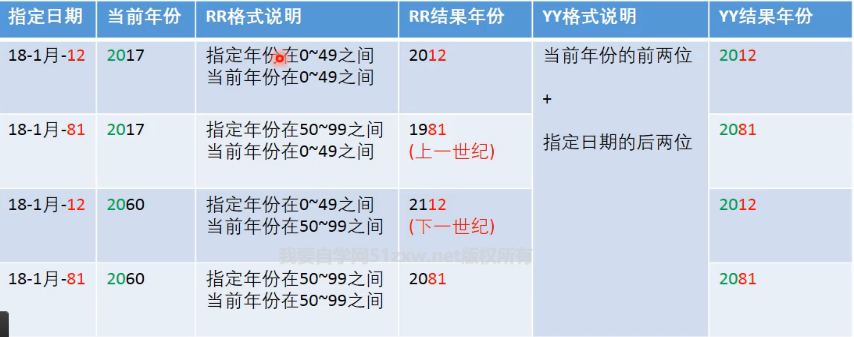 指定日期 当前年份 RR格式说明 RR结果年份 YY格式说明 YY结果年份
18-1月-12 2017 指定年份在0~49之间 2012 当前年份的前两位 2012
当前年份在0~49之间
+
18-1月-81 2017 指定年份在50~99之间 1981 指定日期的后两位 2081
当前年份在0~49之间 (上一世纪)
18-1月-12 2060 指定年份在0~49之间 2112 2012
当前年份在50~99之间 (下一世纪)
我要自学网51zxw.net版权所有
18-1月-81 2060 指定年份在50~99之间 2081 2081
当前年份在50~99之间